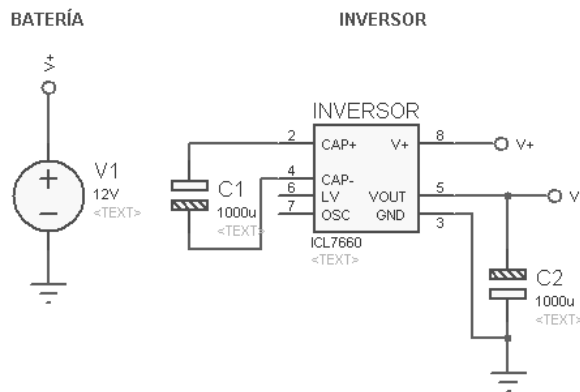 BATERÍA
INVERSOR
V+
V1
12V
<TEXT>
INVERSOR
2
CAP+
V+
8
V+
4
CAP-
6
LV
VOUT
5
V
7
OSC
GND
3
C1
1000u
<TEXT>
ICL7660
<TEXT>
C2
1000u
<TEXT>